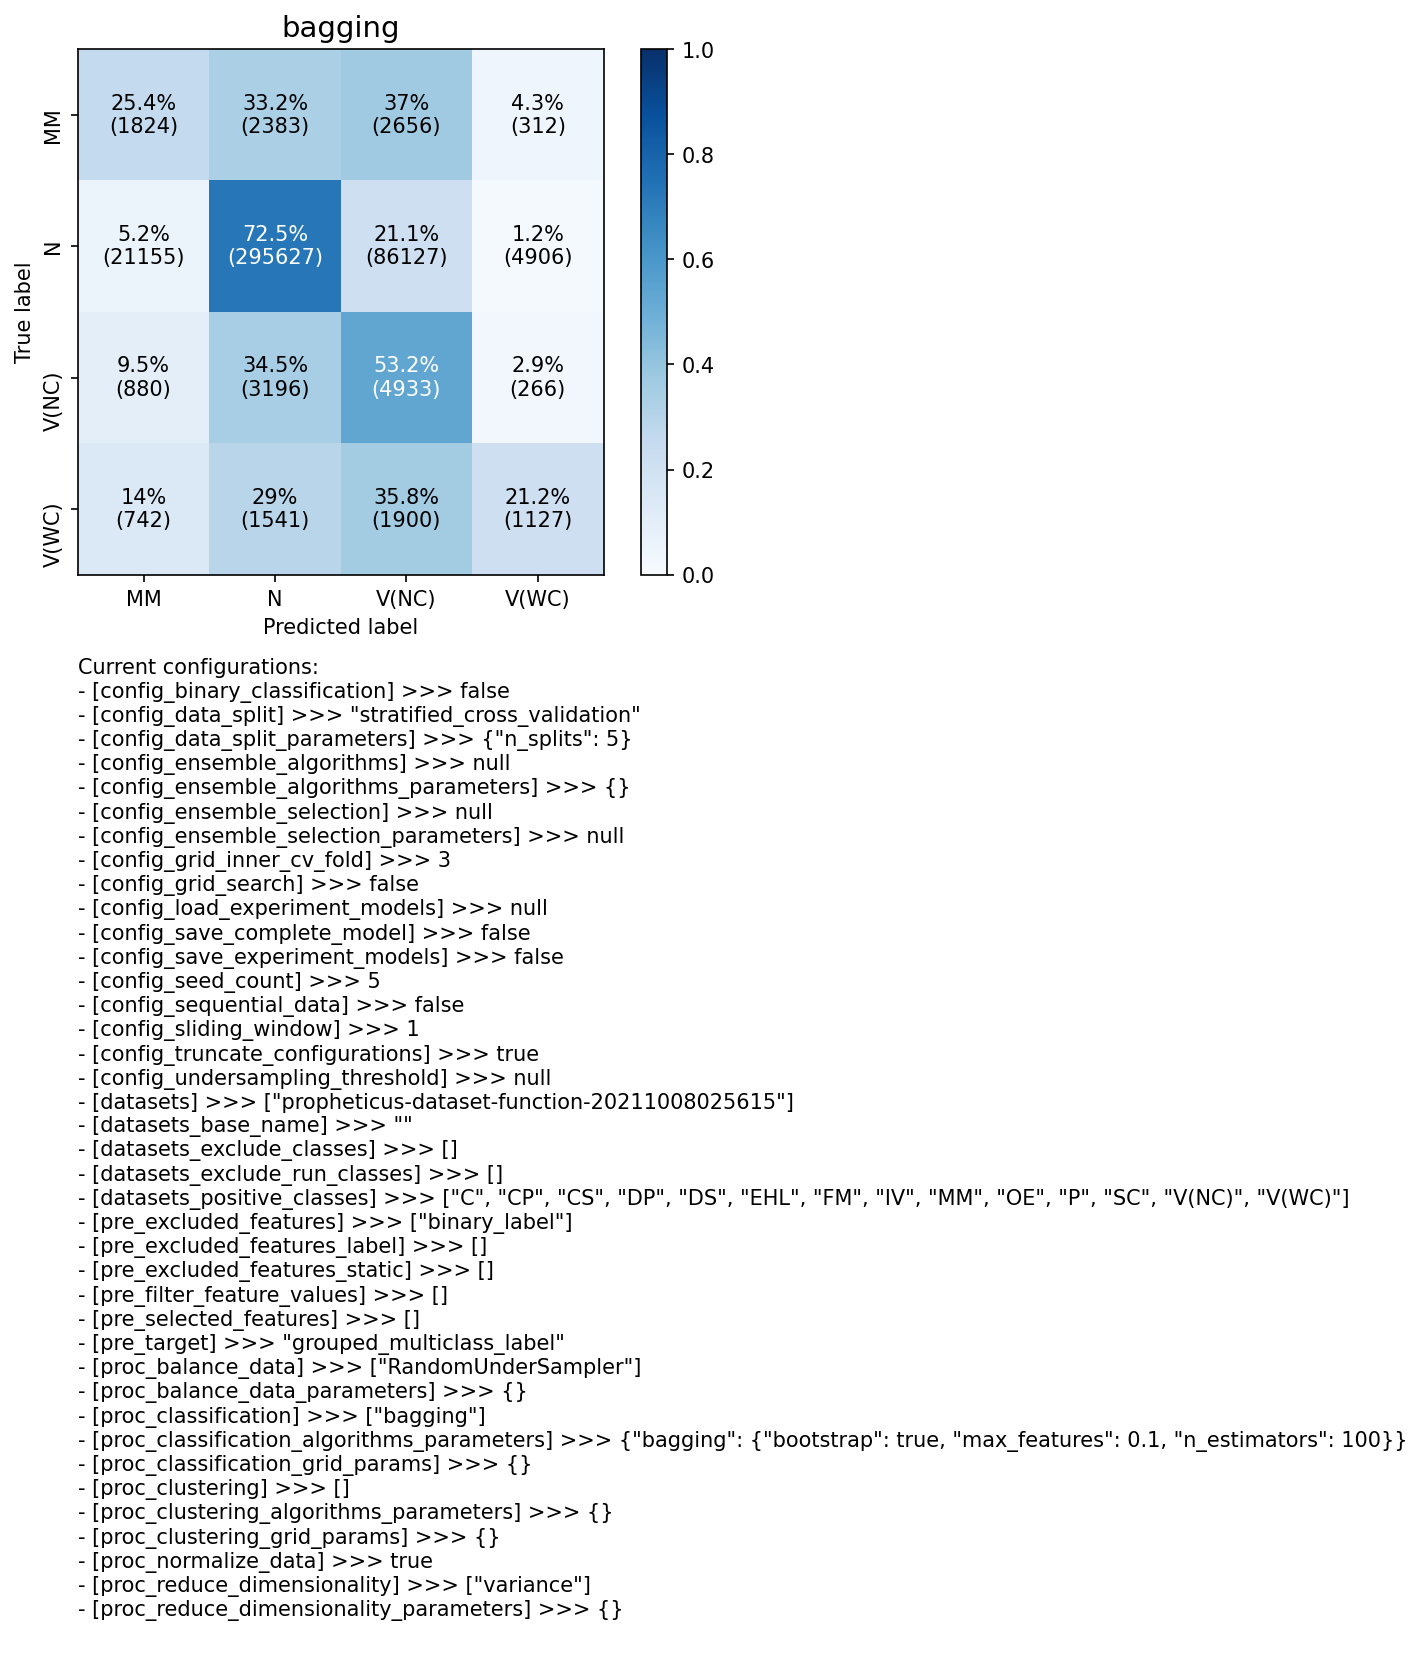 bagging
25.4% 33.2% 37% 4.3%
(1824) (2383) (2656) (312)
5.2% 72.5% 21.1% 1.2%
(21155) (295627) (86127) (4906)
9.5% 34.5% 53.2% 2.9%
(880) (3196) (4933) (266)
14% 29% 35.8% 21.2%
(742) (1541) (1900) (1127)
True label
MM
N
V(NC)
V(WC)
MM N V(NC) V(WC)
Predicted label
1.0
0.8
0.6
0.4
0.2
0.0
Current configurations:
- [config_binary_classification] >>> false
- [config_data_split] >>> "stratified_cross_validation"
- [config_data_split_parameters] >>> {"n_splits": 5}
- [config_ensemble_algorithms] >>> null
- [config_ensemble_algorithms_parameters] >>> {}
- [config_ensemble_selection] >>> null
- [config_ensemble_selection_parameters] >>> null
- [config_grid_inner_cv_fold] >>> 3
- [config_grid_search] >>> false
- [config_load_experiment_models] >>> null
- [config_save_complete_model] >>> false
- [config_save_experiment_models] >>> false
- [config_seed_count] >>> 5
- [config_sequential_data] >>> false
- [config_sliding_window] >>> 1
- [config_truncate_configurations] >>> true
- [config_undersampling_threshold] >>> null
- [datasets] >>> ["propheticus-dataset-function-20211008025615"]
- [datasets_base_name] >>> ""
- [datasets_exclude_classes] >>> []
- [datasets_exclude_run_classes] >>> []
- [datasets_positive_classes] >>> ["C", "CP", "CS", "DP", "DS", "EHL", "FM", "IV", "MM", "OE", "P", "SC", "V(NC)", "V(WC)"]
- [pre_excluded_features] >>> ["binary_label"]
- [pre_excluded_features_label] >>> []
- [pre_excluded_features_static] >>> []
- [pre_filter_feature_values] >>> []
- [pre_selected_features] >>> []
- [pre_target] >>> "grouped_multiclass_label"
- [proc_balance_data] >>> ["RandomUnderSampler"]
- [proc_balance_data_parameters] >>> {}
- [proc_classification] >>> ["bagging"]
- [proc_classification_algorithms_parameters] >>> {"bagging": {"bootstrap": true, "max_features": 0.1, "n_estimators": 100}}
- [proc_classification_grid_params] >>> {}
- [proc_clustering] >>> []
- [proc_clustering_algorithms_parameters] >>> {}
- [proc_clustering_grid_params] >>> {}
- [proc_normalize_data] >>> true
- [proc_reduce_dimensionality] >>> ["variance"]
- [proc_reduce_dimensionality_parameters] >>> {}